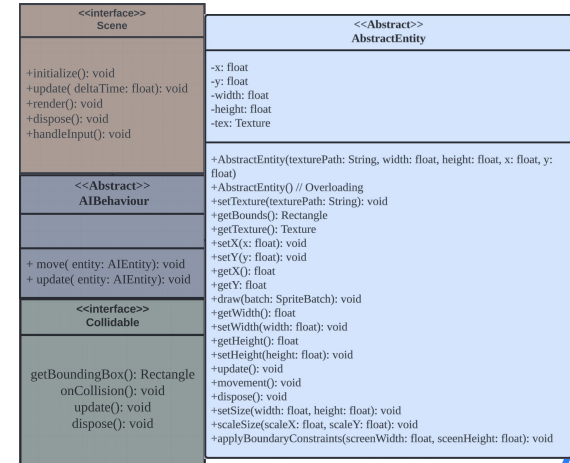 <<interface>>
Scene
+initialize(): void
+update( deltaTime: float): void
+render(): void
+dispose(): void
+handleInput(): void
<<Abstract>>
AIBehaviour
+ move( entity: AIEntity): void
+ update( entity: AIEntity): void
<<interface>>
Collidable
getBoundingBox(): Rectangle
onCollision(): void
update(): void
dispose(): void
<<Abstract>>
AbstractEntity
-x: float
-y: float
-width: float
-height: float
-tex: Texture
+AbstractEntity(texturePath: String, width: float, height: float, x: float, y:
float)
+AbstractEntity() // Overloading
+setTexture(texturePath: String): void
+getBounds(): Rectangle
+getTexture(): Texture
+setX(x: float): void
+setY(y: float): void
+getX(): float
+getY: float
+draw(batch: SpriteBatch): void
+getWidth(): float
+setWidth(width: float): void
+getHeight(): float
+setHeight(height: float): void
+update(): void
+movement(): void
+dispose(): void
+setSize(width: float, height: float): void
+scaleSize(scaleX: float, scaleY: float): void
+applyBoundaryConstraints(screenWidth: float, sceenHeight: float): void